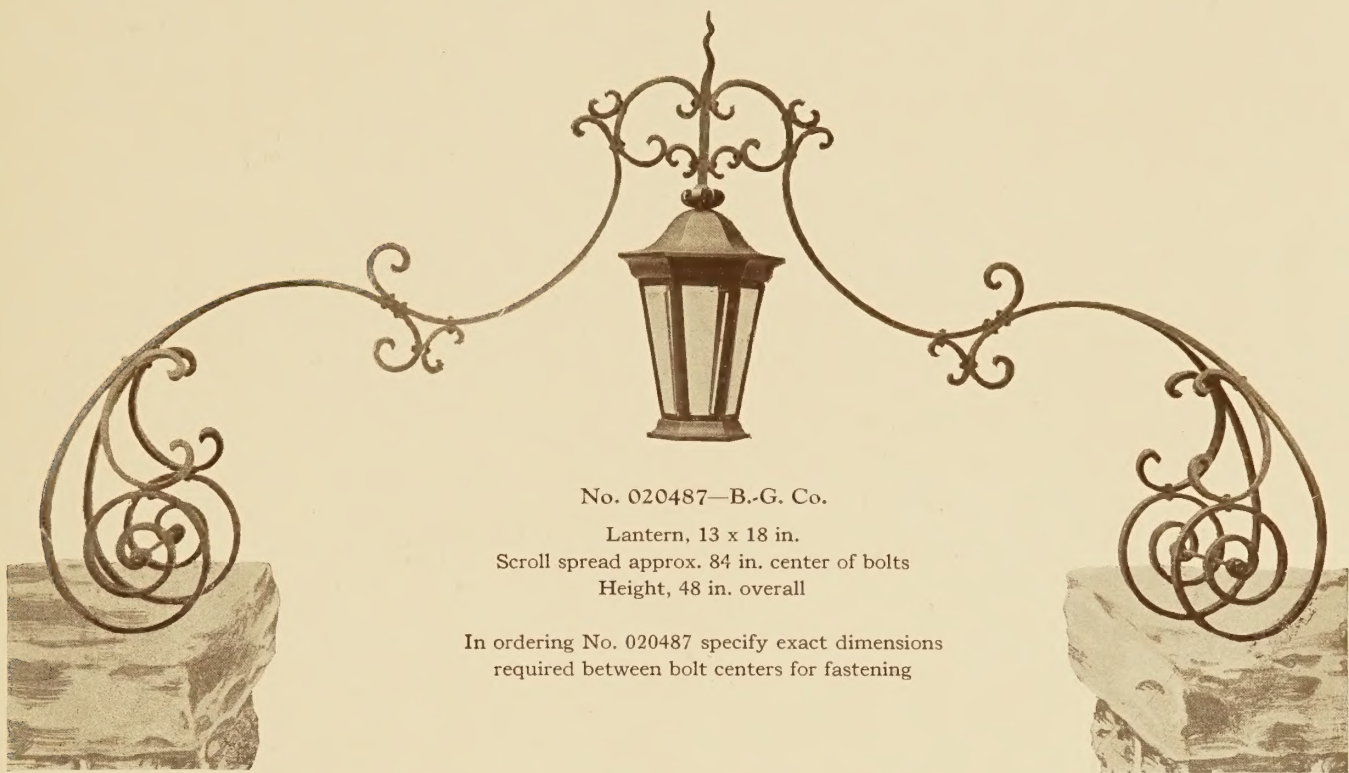 No. 020487—B.-G. Co.
Lantern, 13 x 18 in.
Scroll spread approx. 84 in. center of bolts
Height, 48 in. overall
In ordering No. 020487 specify exact dimensions
required between bolt centers for fastening